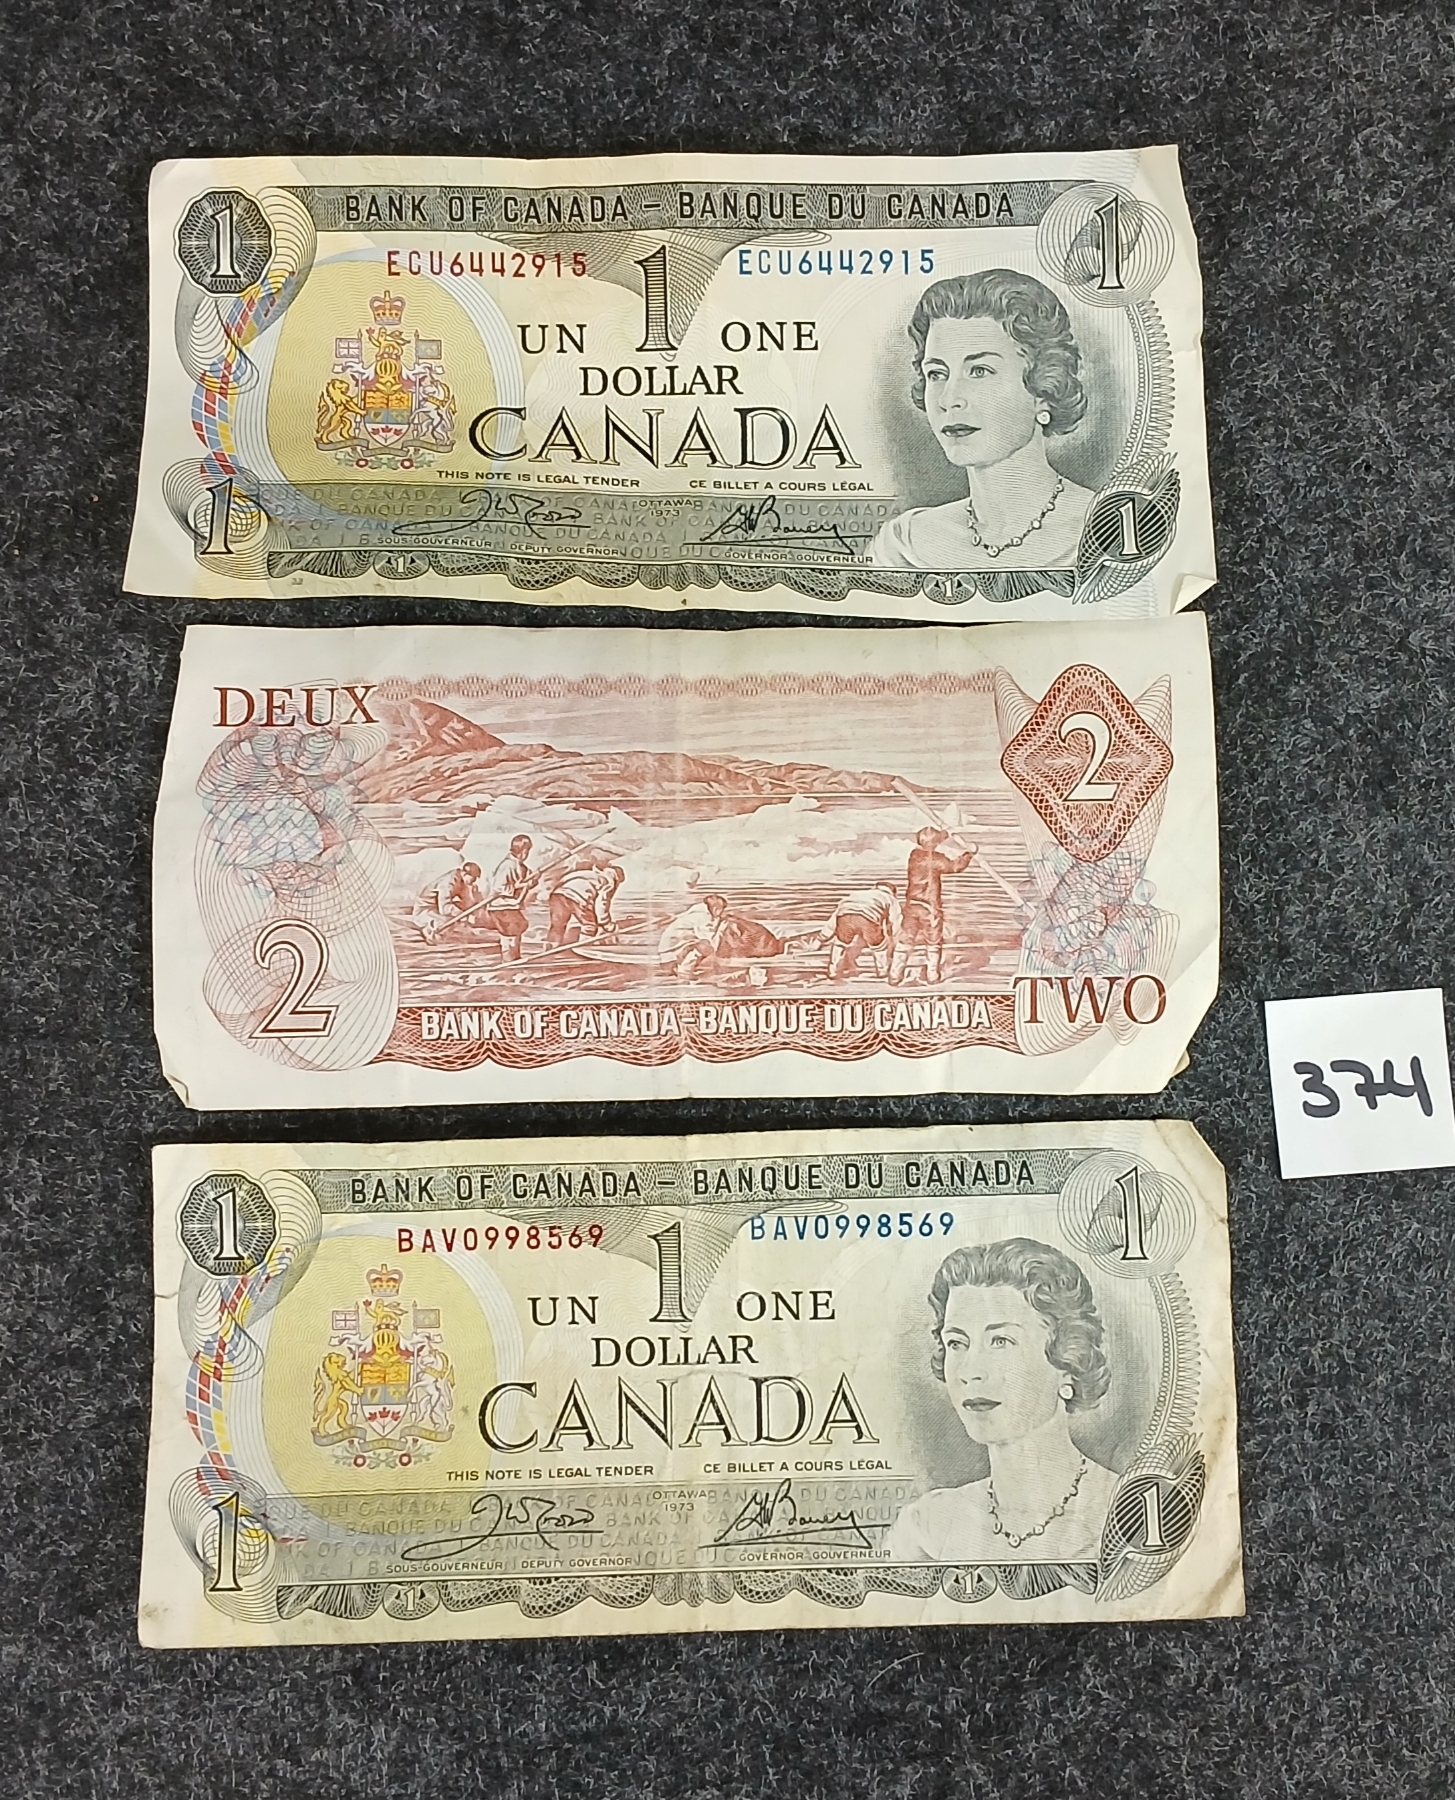 1 BANK OF CANADA – BANQUE DU CANADA 1
ECU6442915 1 ECU6442915
UN ONE
DOLLAR
CANADA
THIS NOTE IS LEGAL TENDER CE BILLET A COURS LÉGAL
OTTAWA
1973
1 1
SOUS-GOUVERNEUR DEPUTY GOVERNOR GOVERNOR-GOUVERNEUR
1 1
DEUX 2
2 TWO
BANK OF CANADA-BANQUE DU CANADA
374
1 BANK OF CANADA – BANQUE DU CANADA 1
BAV0998569 1 BAV0998569
UN ONE
DOLLAR
CANADA
THIS NOTE IS LEGAL TENDER CE BILLET A COURS LÉGAL
OTTAWA
1973
1 1
SOUS-GOUVERNEUR DEPUTY GOVERNOR GOVERNOR-GOUVERNEUR
1 1